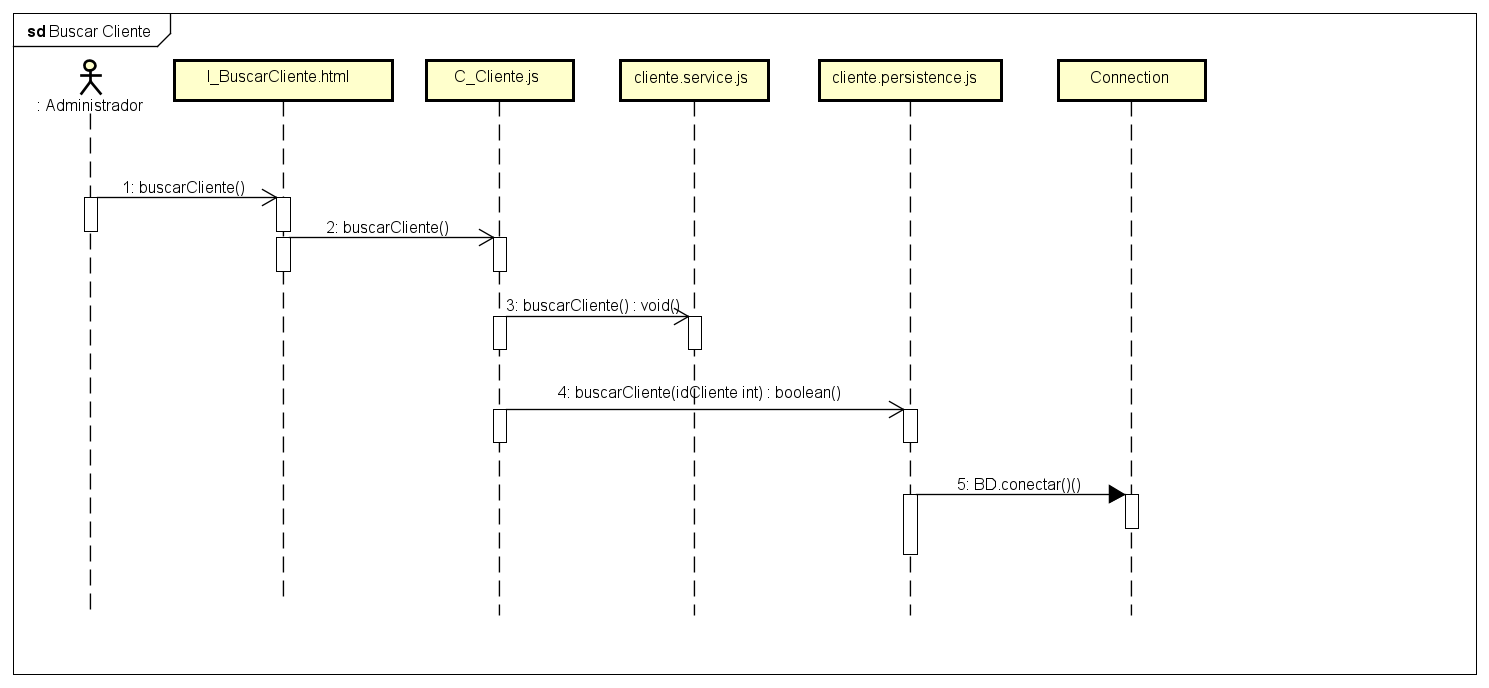 sd Buscar Cliente
: Administrador
I_BuscarCliente.html
C_Cliente.js
cliente.service.js
cliente.persistence.js
Connection
1: buscarCliente()
2: buscarCliente()
3: buscarCliente() : void()
4: buscarCliente(idCliente int) : boolean()
5: BD.conectar()()